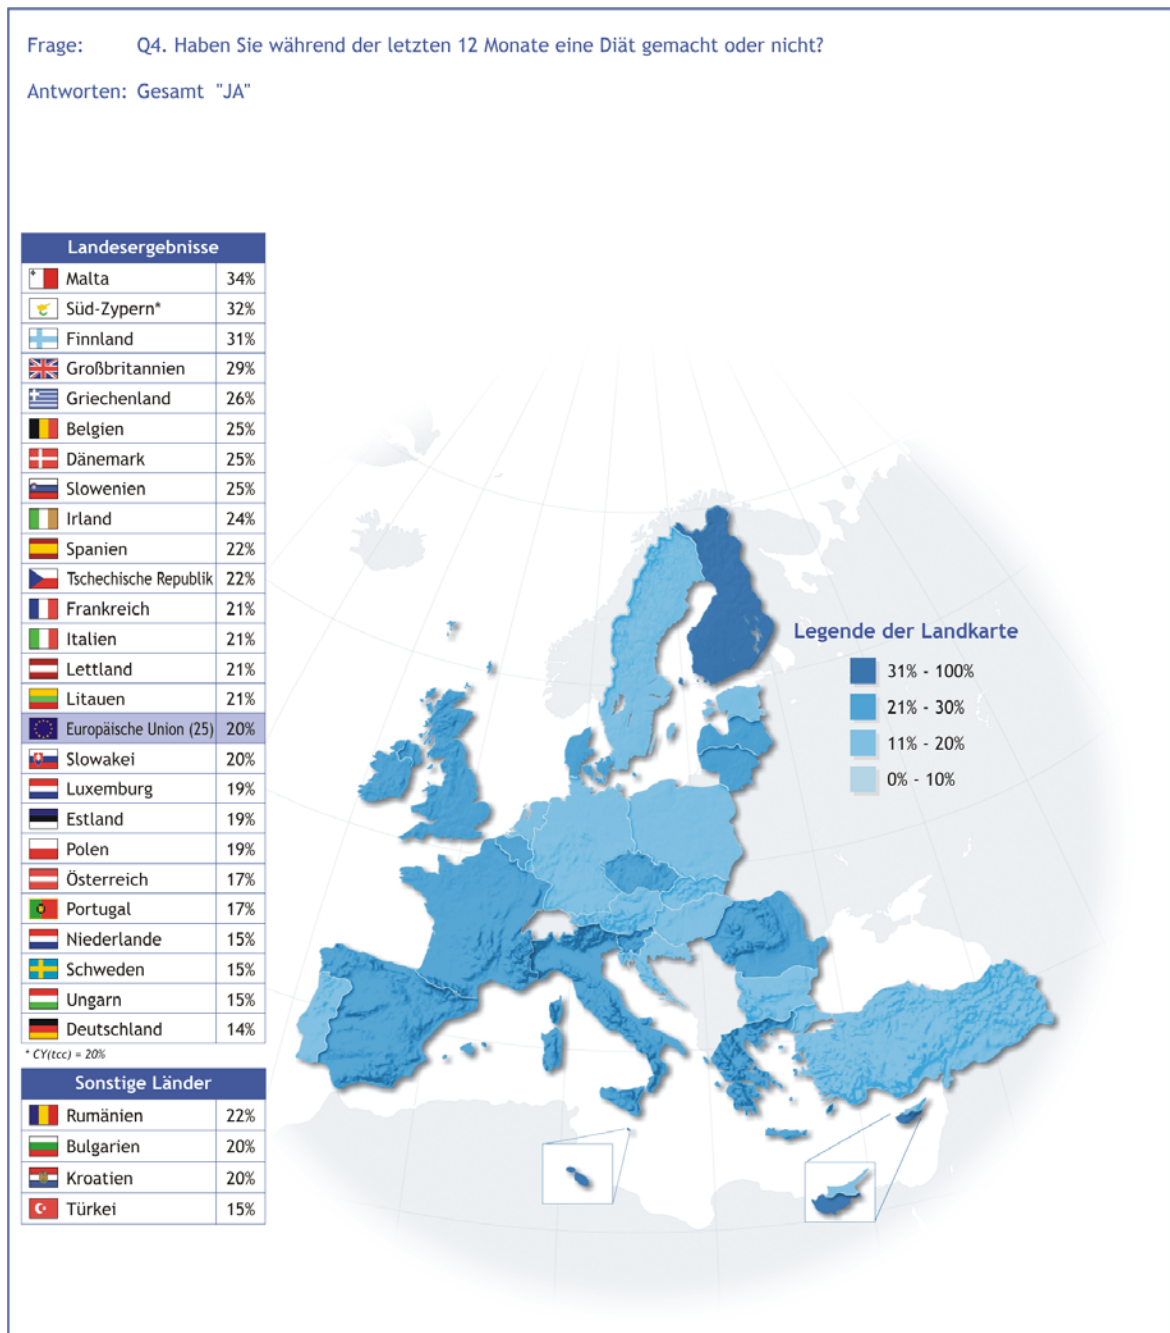 Frage: Q4. Haben Sie während der letzten 12 Monate eine Diät gemacht oder nicht?
Antworten: Gesamt "JA"
Landesergebnisse
Malta 34%
Süd-Zypern* 32%
Finnland 31%
Großbritannien 29%
Griechenland 26%
Belgien 25%
Dänemark 25%
Slowenien 25%
Irland 24%
Spanien 22%
Tschechische Republik 22%
Frankreich 21%
Italien 21%
Lettland 21%
Litauen 21%
Europäische Union (25) 20%
Slowakei 20%
Luxemburg 19%
Estland 19%
Polen 19%
Österreich 17%
Portugal 17%
Niederlande 15%
Schweden 15%
Ungarn 15%
Deutschland 14%
* CY(tcc) = 20%
Sonstige Länder
Rumänien 22%
Bulgarien 20%
Kroatien 20%
Türkei 15%
Legende der Landkarte
31% - 100%
21% - 30%
11% - 20%
0% - 10%